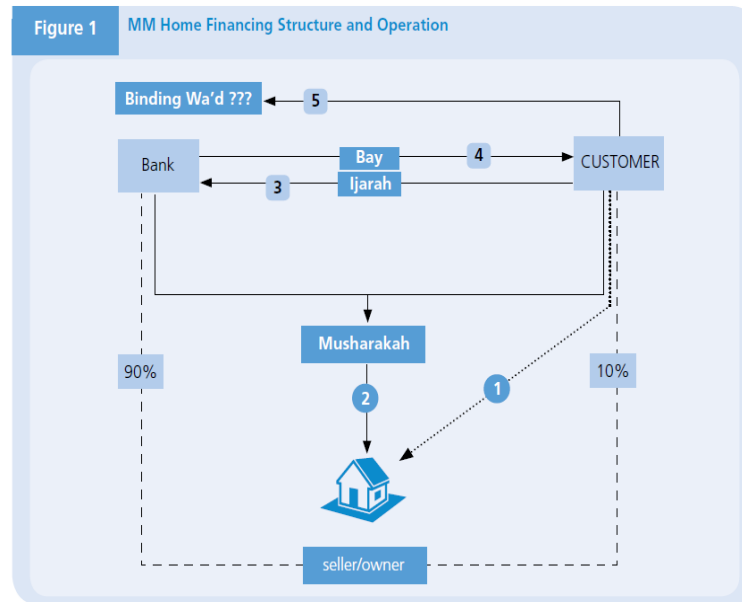 Figure 1
MM Home Financing Structure and Operation
Binding Wa'd ???
5
Bank
Bay
4
CUSTOMER
3
Ijarah
Musharakah
90%
10%
2
1
seller/owner